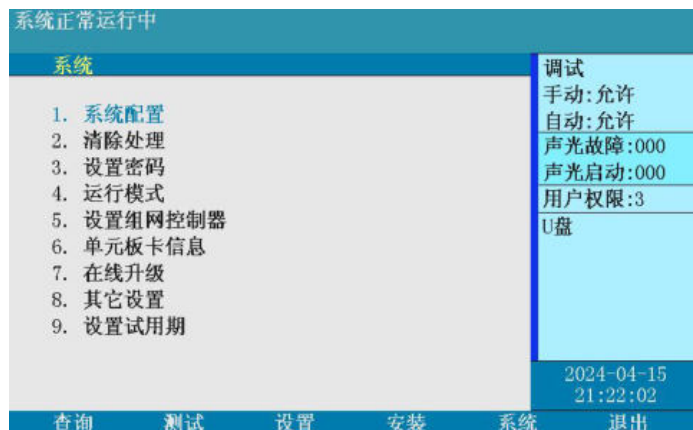 系统正常运行中
系统
1. 系统配置
2. 清除处理
3. 设置密码
4. 运行模式
5. 设置组网控制器
6. 单元板卡信息
7. 在线升级
8. 其它设置
9. 设置试用期
调试
手动:允许
自动:允许
声光故障:000
声光启动:000
用户权限:3
U盘
2024-04-15
21:22:02
查询 测试 设置 安装 系统 退出